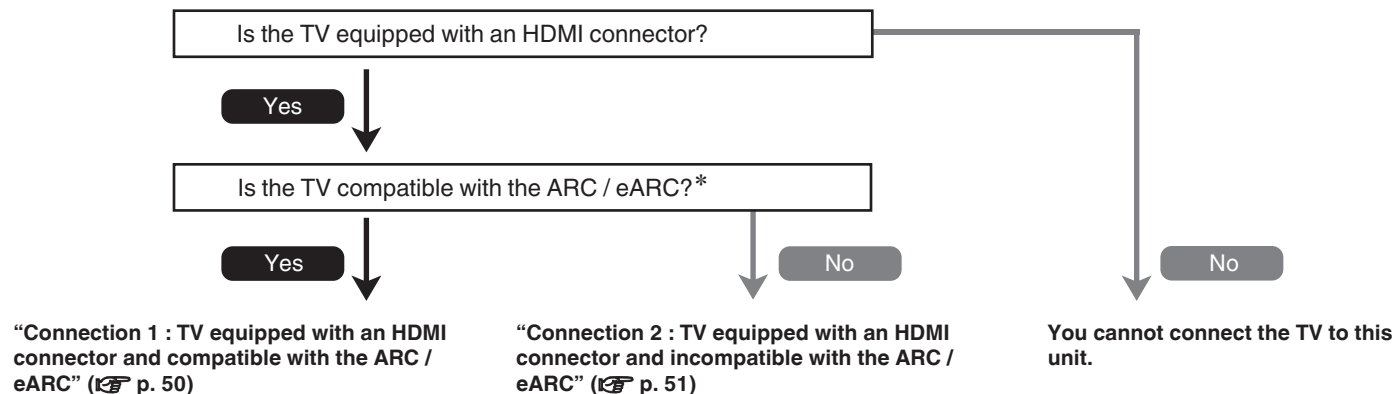 Is the TV equipped with an HDMI connector?
Yes
Is the TV compatible with the ARC / eARC?*
Yes
No
No
“Connection 1 : TV equipped with an HDMI
connector and compatible with the ARC /
eARC” (☞ p. 50)
“Connection 2 : TV equipped with an HDMI
connector and incompatible with the ARC /
eARC” (☞ p. 51)
You cannot connect the TV to this
unit.